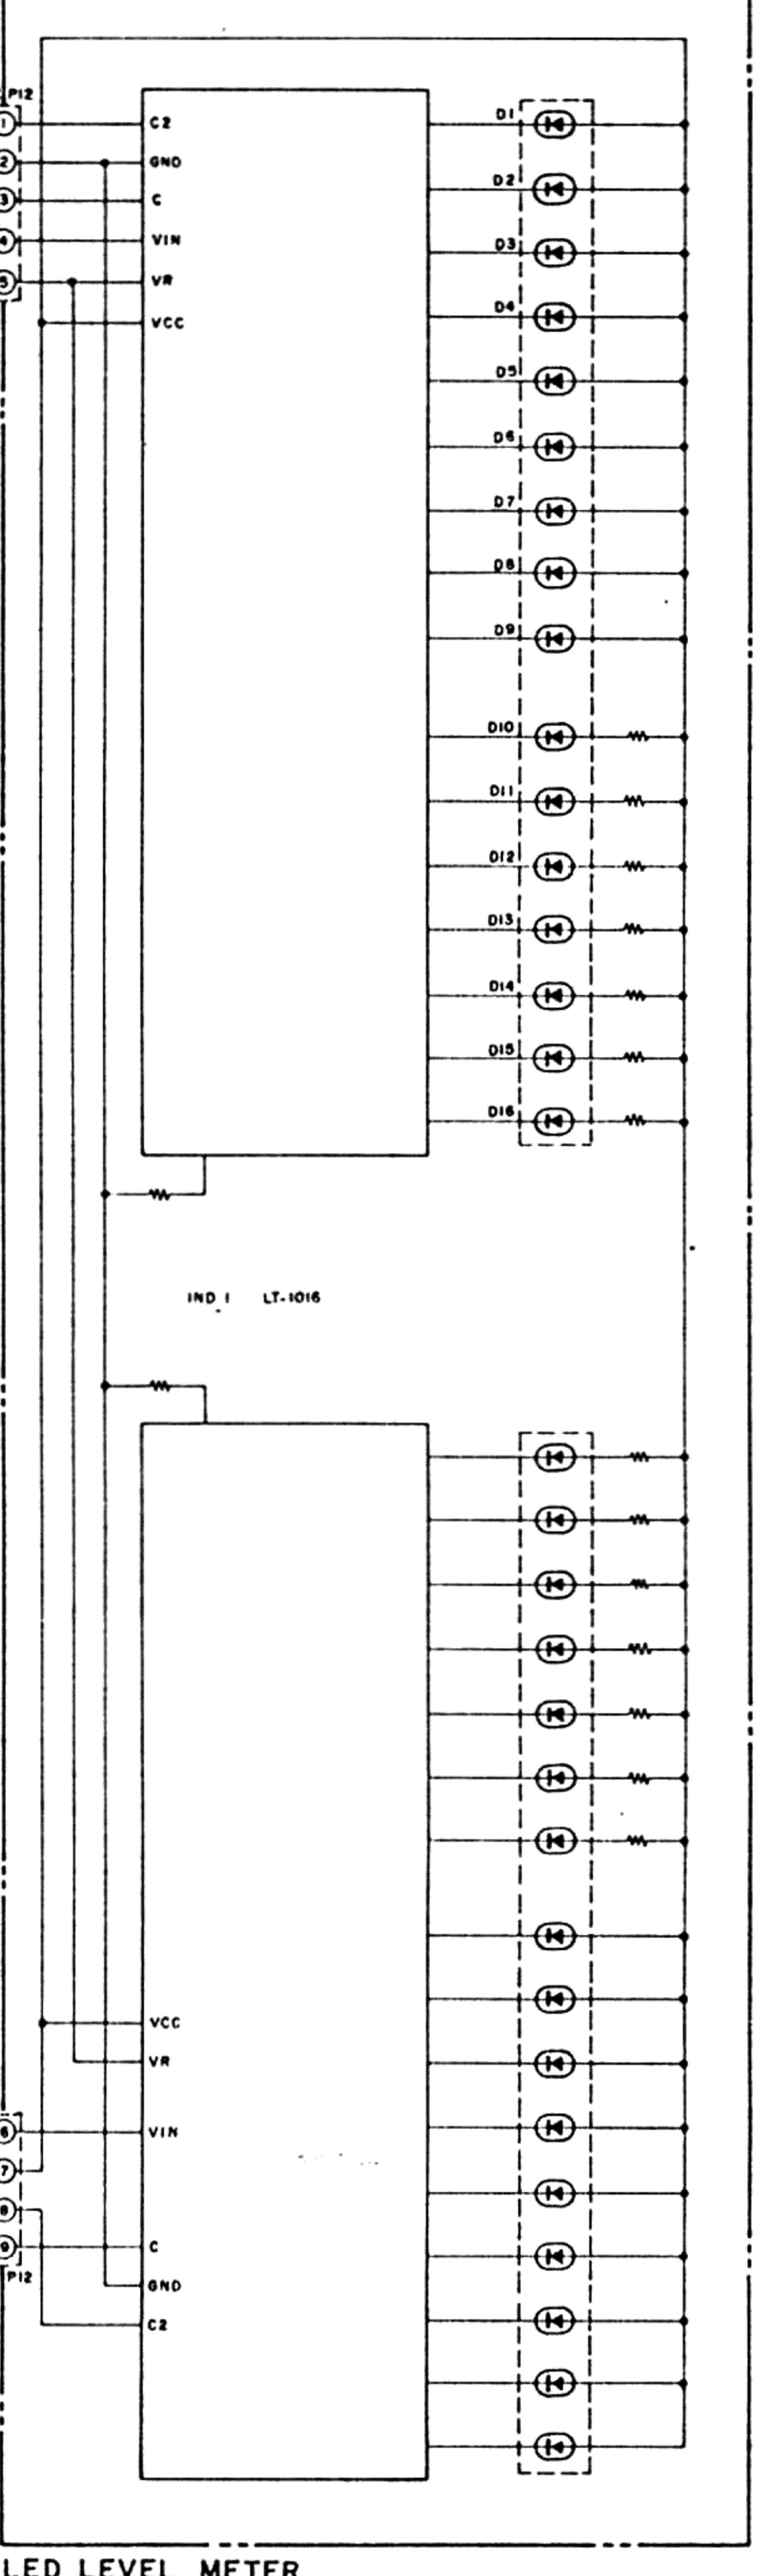 P12
1 C2 D1
2 GND
D2
3 C
4 VIN D3
5 VR
VCC D4
D5
D6
D7
D8
D9
D10
D11
D12
D13
D14
D15
D16
IND 1 LT-1016
VCC
VR
6 VIN
7
8
9 C
P12
GND
C2
LED LEVEL METER